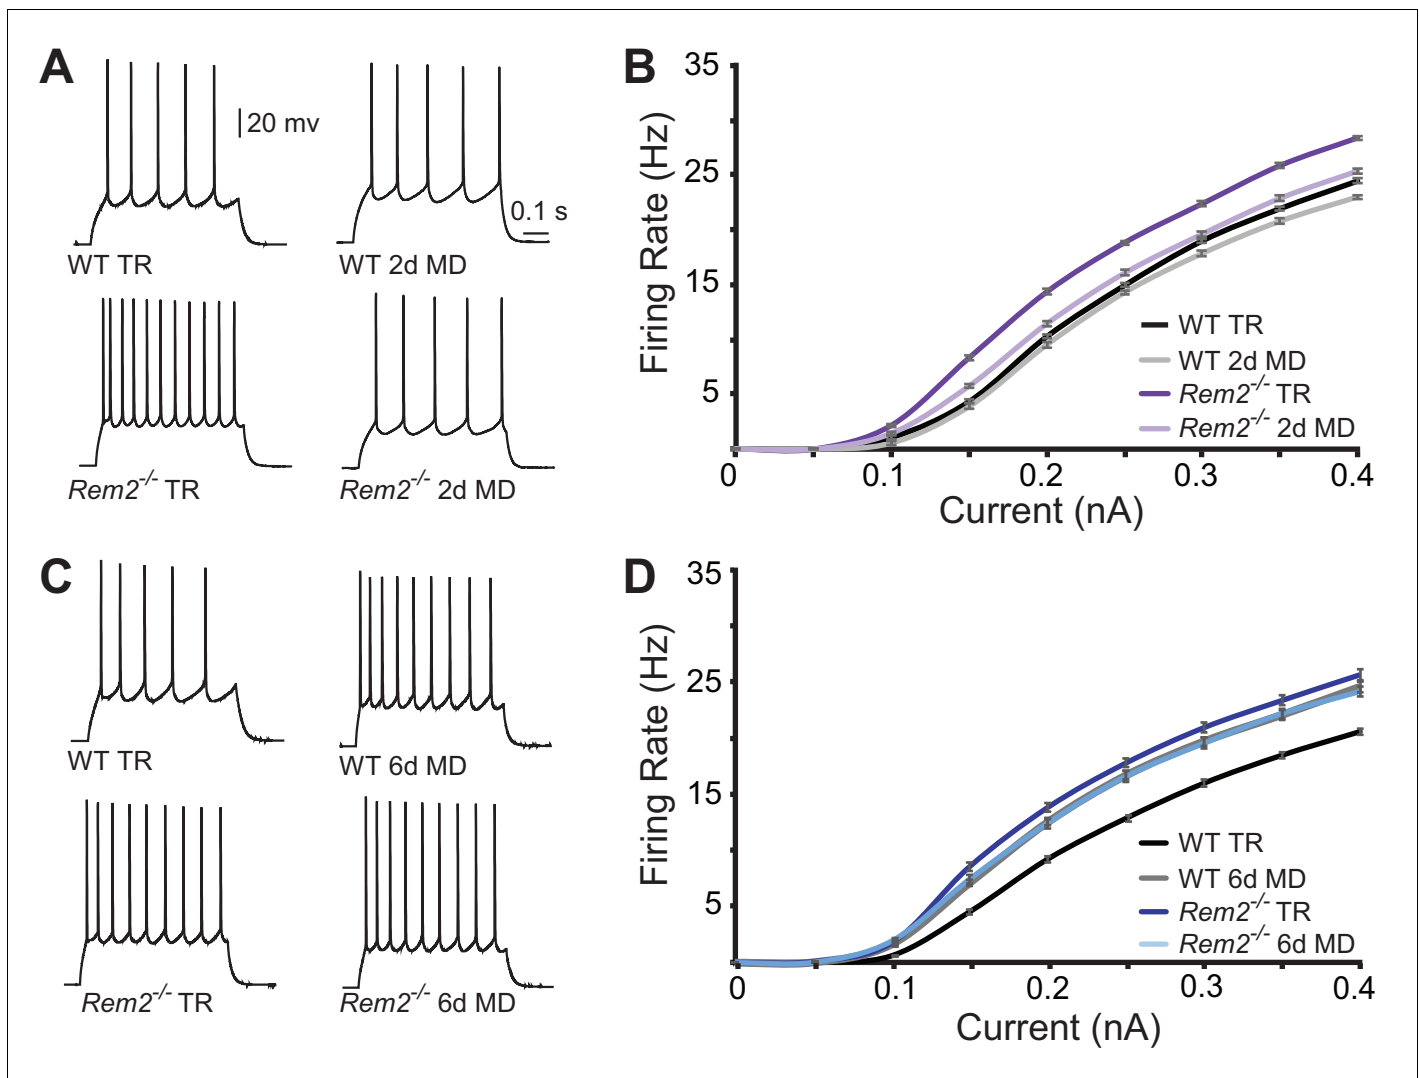 A
20 mv
0.1 s
WT TR
WT 2d MD
Rem2-/- TR
Rem2-/- 2d MD
B
Firing Rate (Hz)
35
25
15
5
0 0.1 0.2 0.3 0.4
Current (nA)
WT TR
WT 2d MD
Rem2-/- TR
Rem2-/- 2d MD
C
WT TR
WT 6d MD
Rem2-/- TR
Rem2-/- 6d MD
D
Firing Rate (Hz)
35
25
15
5
0 0.1 0.2 0.3 0.4
Current (nA)
WT TR
WT 6d MD
Rem2-/- TR
Rem2-/- 6d MD